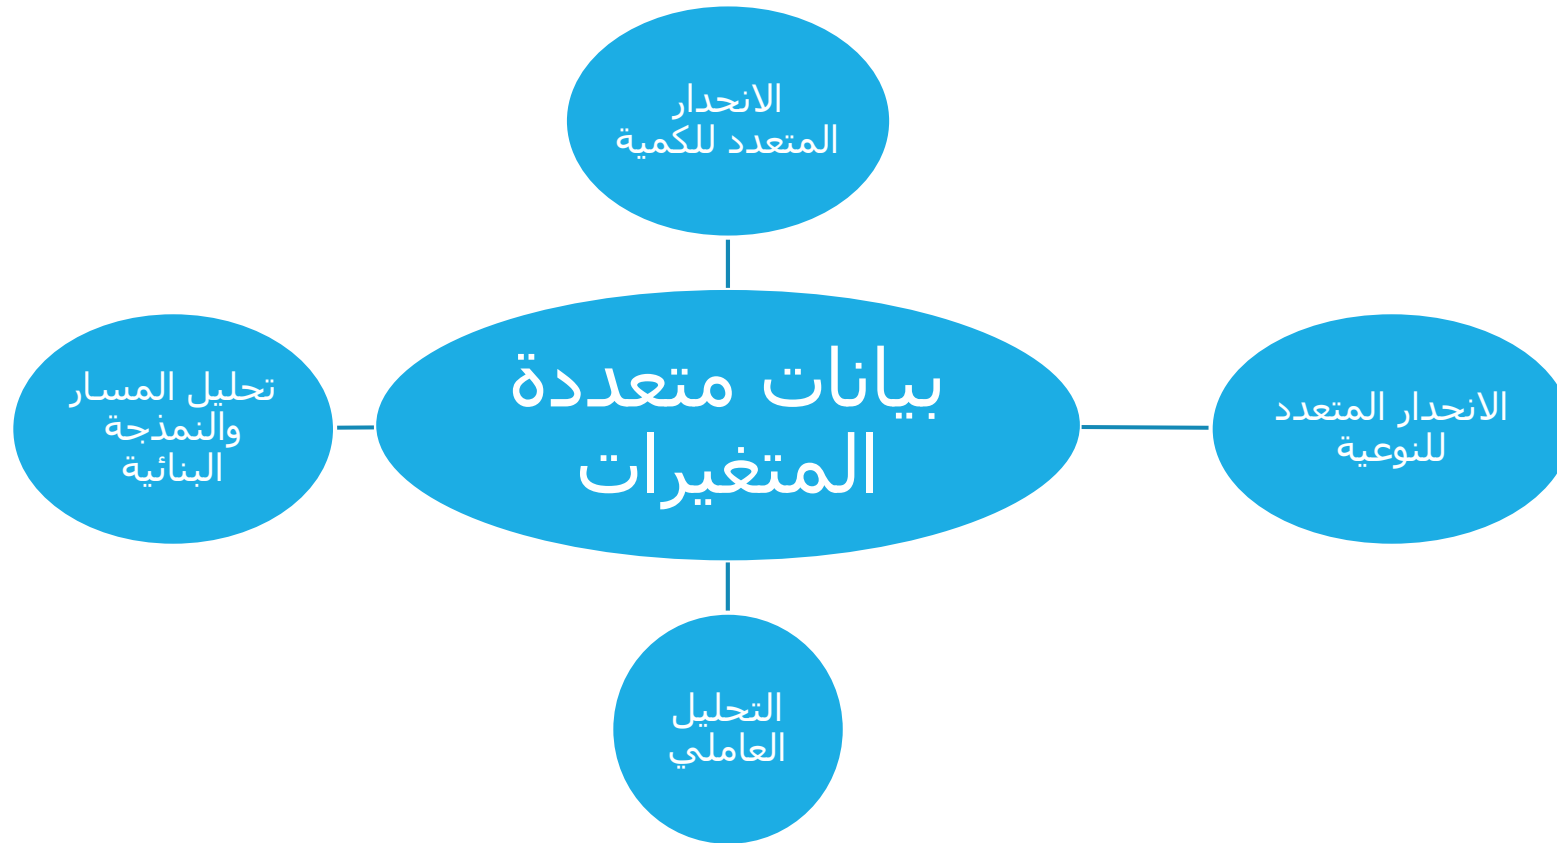 الانحدار
المتعدد للكمية
بيانات متعددة
المتغيرات
الانحدار المتعدد
للنوعية
تحليل المسار
والنمذجة
البنائية
التحليل
العاملي